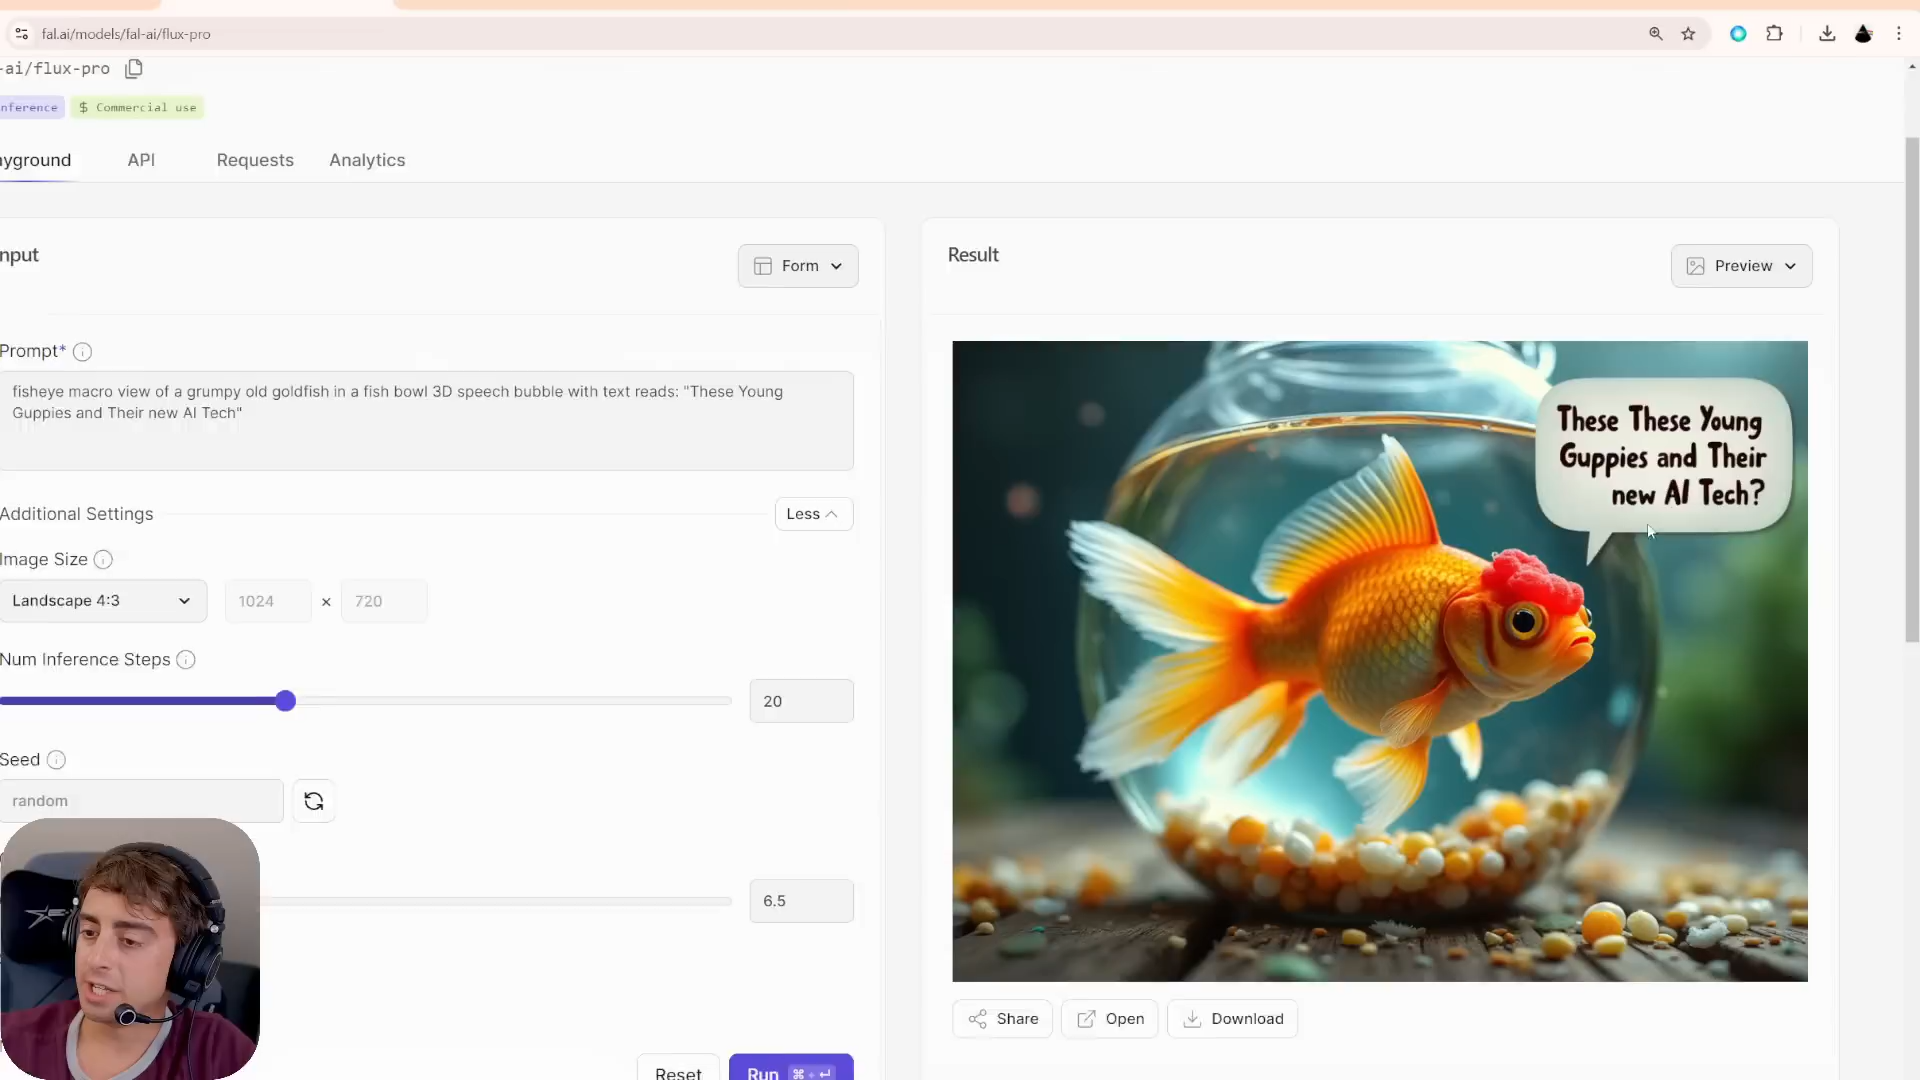 fal.ai/models/fal-ai/flux-pro
-ai/flux-pro
nference
$ Commercial use
yground
API
Requests
Analytics
nput
Form
Result
Preview
Prompt*
fisheye macro view of a grumpy old goldfish in a fish bowl 3D speech bubble with text reads: "These Young
Guppies and Their new AI Tech"
These These Young
Guppies and Their
new AI Tech?
Additional Settings
Less
Image Size
Landscape 4:3
1024
x
720
Num Inference Steps
20
Seed
random
6.5
Share
Open
Download
Reset
Run ⌘+↵